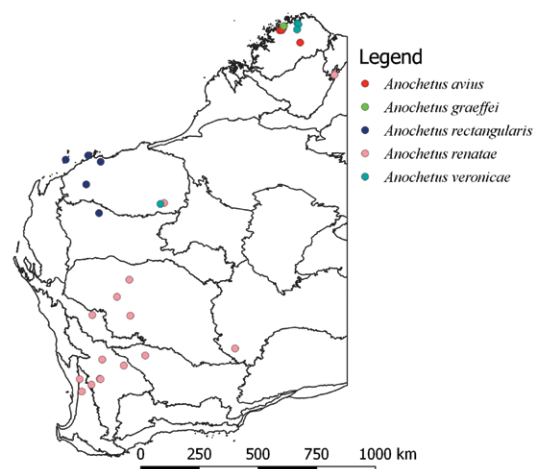 Legend
Anochetus avius
Anochetus graeffei
Anochetus rectangularis
Anochetus renatae
Anochetus veronicae
0 250 500 750 1000 km